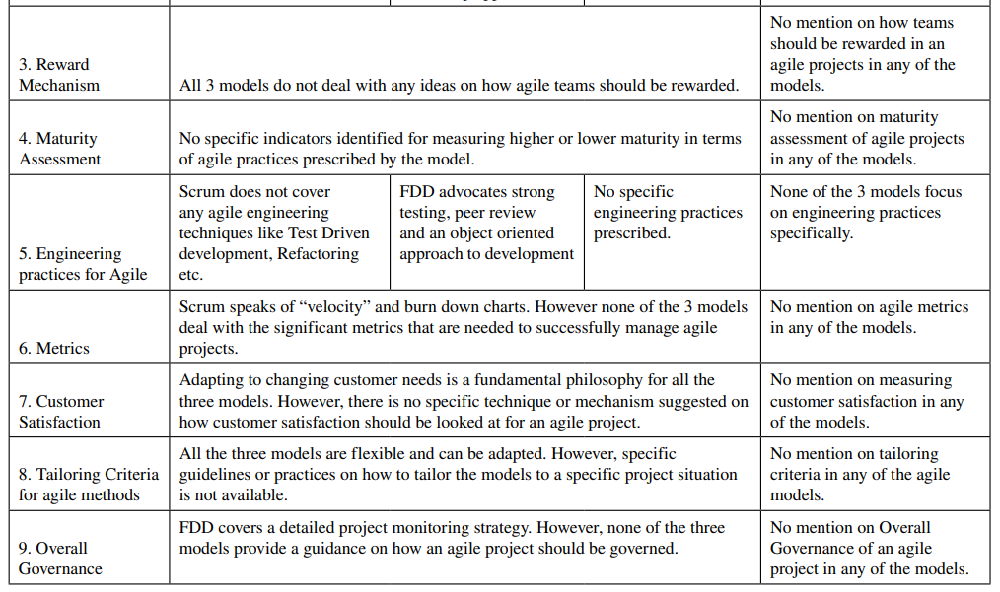 3. Reward
Mechanism
All 3 models do not deal with any ideas on how agile teams should be rewarded.
No mention on how teams
should be rewarded in an
agile projects in any of the
models.
4. Maturity
Assessment
No specific indicators identified for measuring higher or lower maturity in terms
of agile practices prescribed by the model.
No mention on maturity
assessment of agile projects
in any of the models.
5. Engineering
practices for Agile
Scrum does not cover
any agile engineering
techniques like Test Driven
development, Refactoring
etc.
FDD advocates strong
testing, peer review
and an object oriented
approach to development
No specific
engineering practices
prescribed.
None of the 3 models focus
on engineering practices
specifically.
6. Metrics
Scrum speaks of “velocity” and burn down charts. However none of the 3 models
deal with the significant metrics that are needed to successfully manage agile
projects.
No mention on agile metrics
in any of the models.
7. Customer
Satisfaction
Adapting to changing customer needs is a fundamental philosophy for all the
three models. However, there is no specific technique or mechanism suggested on
how customer satisfaction should be looked at for an agile project.
No mention on measuring
customer satisfaction in any
of the models.
8. Tailoring Criteria
for agile methods
All the three models are flexible and can be adapted. However, specific
guidelines or practices on how to tailor the models to a specific project situation
is not available.
No mention on tailoring
criteria in any of the agile
models.
9. Overall
Governance
FDD covers a detailed project monitoring strategy. However, none of the three
models provide a guidance on how an agile project should be governed.
No mention on Overall
Governance of an agile
project in any of the models.